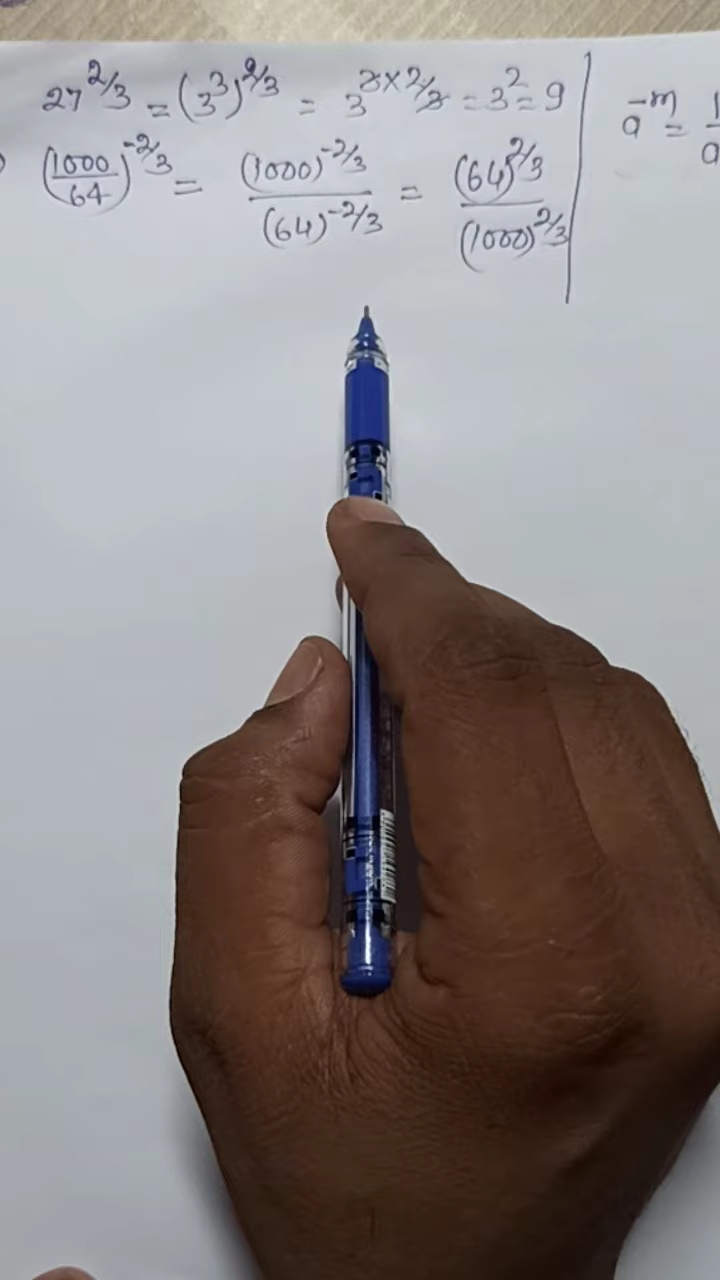 27^{2/3} = (3^3)^{2/3} = 3^{3×2/3} = 3^2 = 9
a^{-m} = 1/a
(1000/64)^{-2/3} = (1000)^{-2/3}/(64)^{-2/3} = (64)^{2/3}/(1000)^{2/3}